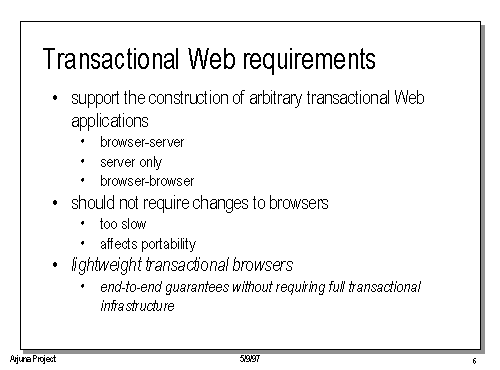 Transactional Web requirements
• support the construction of arbitrary transactional Web
applications
• browser-server
• server only
• browser-browser
• should not require changes to browsers
• too slow
• affects portability
• lightweight transactional browsers
• end-to-end guarantees without requiring full transactional
infrastructure
Arjuna Project 5/9/97 6